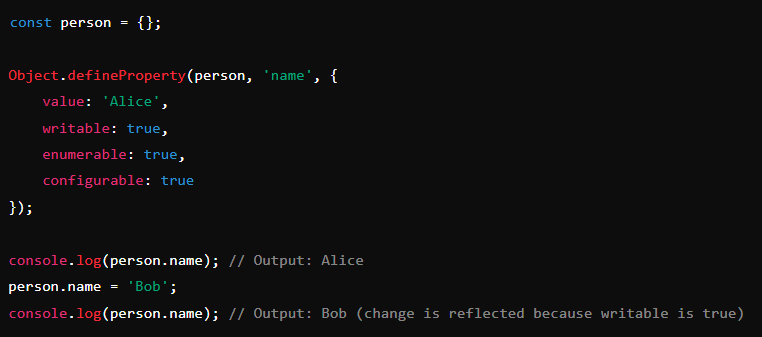 const person = {};
Object.defineProperty(person, 'name', {
    value: 'Alice',
    writable: true,
    enumerable: true,
    configurable: true
});
console.log(person.name); // Output: Alice
person.name = 'Bob';
console.log(person.name); // Output: Bob (change is reflected because writable is true)